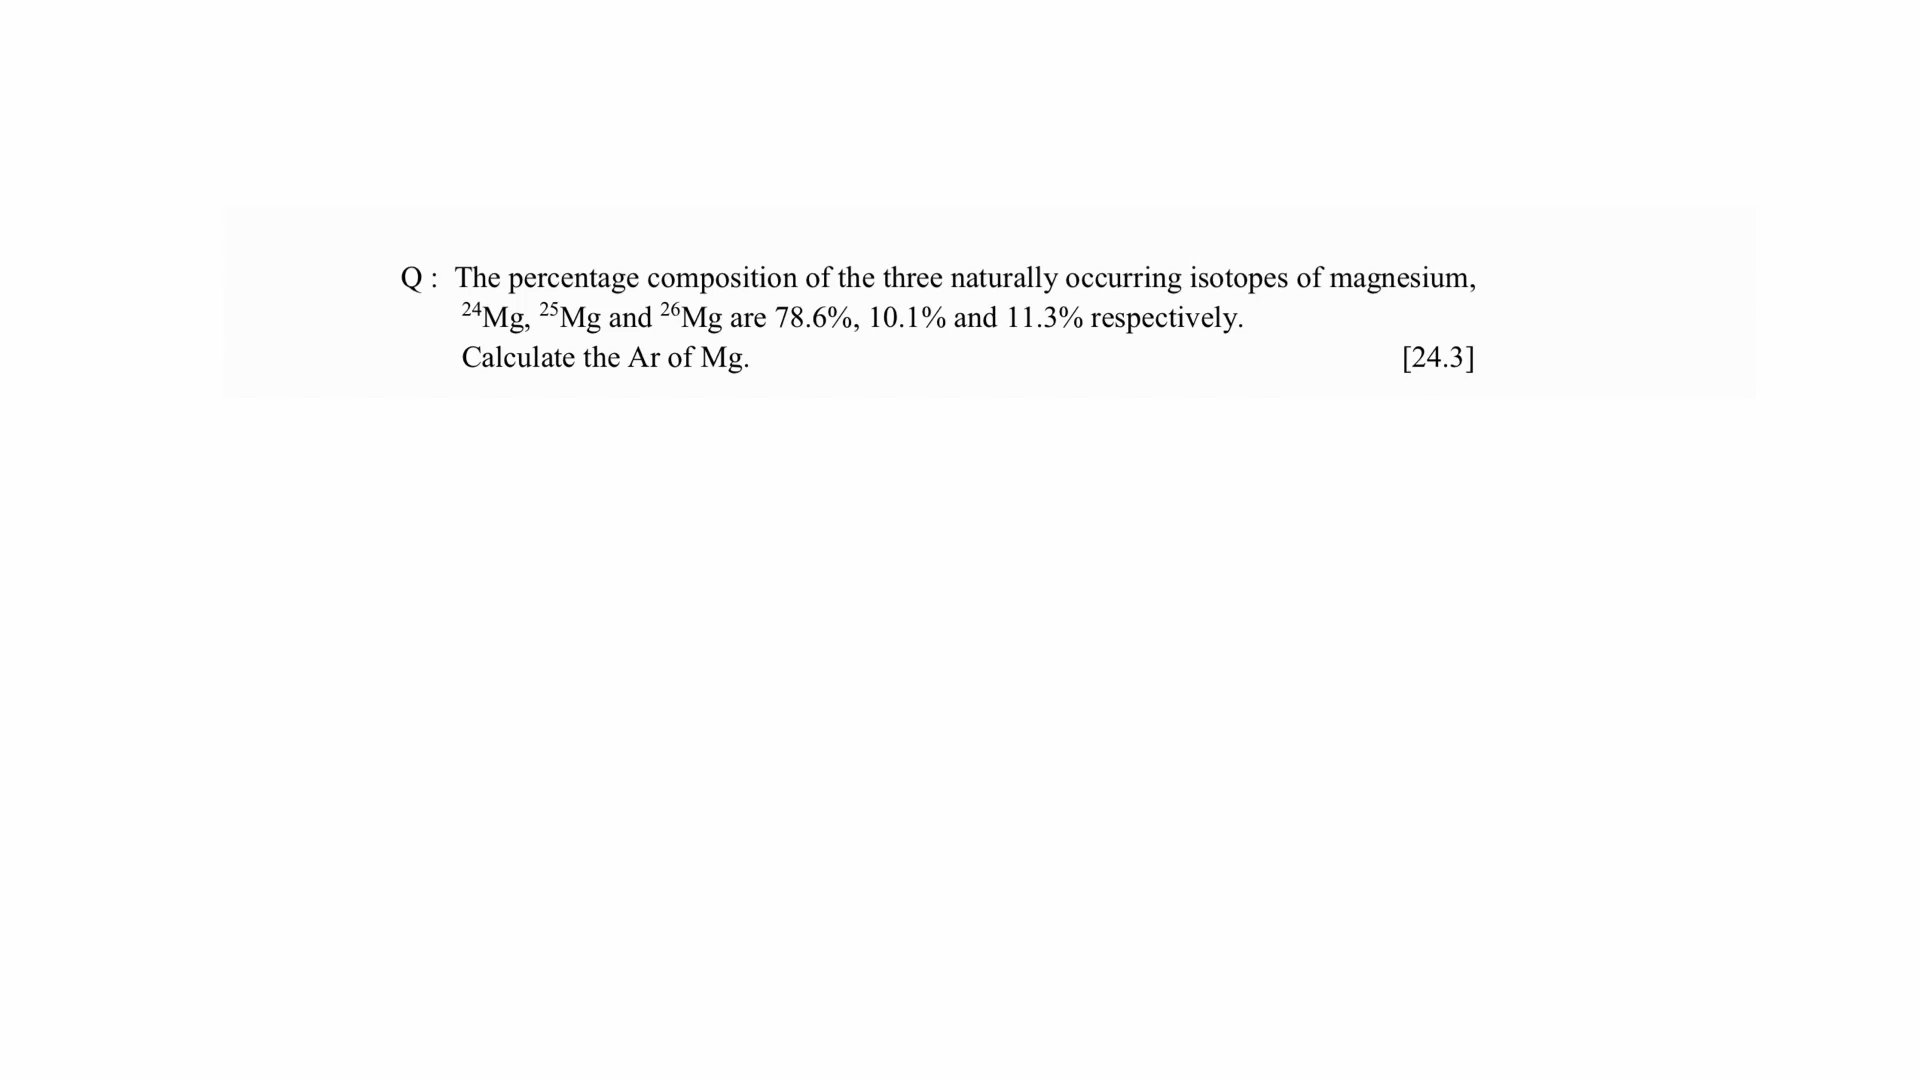 Q : The percentage composition of the three naturally occurring isotopes of magnesium,
²⁴Mg, ²⁵Mg and ²⁶Mg are 78.6%, 10.1% and 11.3% respectively.
Calculate the Ar of Mg. [24.3]